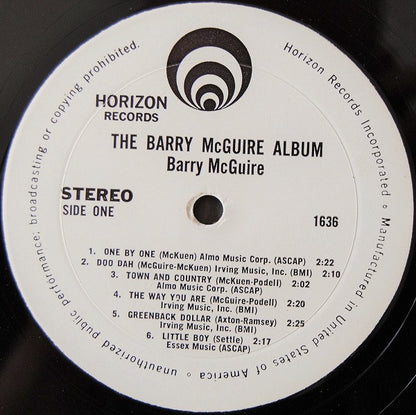 HORIZON
RECORDS
THE BARRY McGUIRE ALBUM
Barry McGuire
STEREO
SIDE ONE
1636
1. ONE BY ONE (McKuen) Almo Music Corp. (ASCAP) 2:22
2. DOO DAH (McGuire-McKuen) Irving Music, Inc. (BMI) 2:10
3. TOWN AND COUNTRY (McKuen-Podell) 2:02
Almo Music Corp. (ASCAP)
4. THE WAY YOU ARE (McGuire-Podell) 2:20
Irving Music, Inc. (BMI)
5. GREENBACK DOLLAR (Axton-Ramsey) 2:25
Irving Music, Inc. (BMI)
6. LITTLE BOY (Settle) 2:17
Essex Music (ASCAP)
Horizon Records Incorporated • Manufactured in United States of America • unauthorized public performance; broadcasting or copying prohibited.